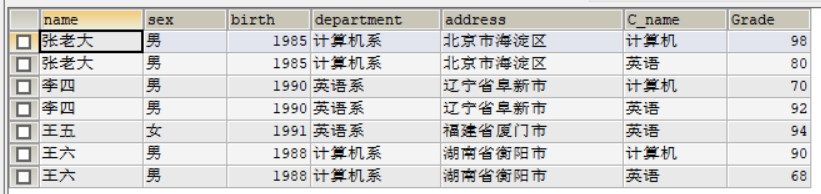 name sex birth department address C_name Grade
张老大 男 1985 计算机系 北京市海淀区 计算机 98
张老大 男 1985 计算机系 北京市海淀区 英语 80
李四 男 1990 英语系 辽宁省阜新市 计算机 70
李四 男 1990 英语系 辽宁省阜新市 英语 92
王五 女 1991 英语系 福建省厦门市 英语 94
王六 男 1988 计算机系 湖南省衡阳市 计算机 90
王六 男 1988 计算机系 湖南省衡阳市 英语 68